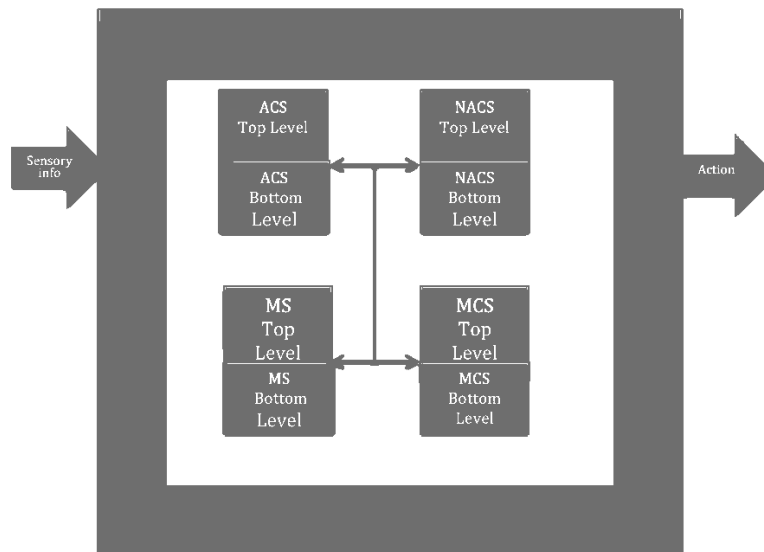 Sensory
info
ACS
Top Level
ACS
Bottom
Level
NACS
Top Level
NACS
Bottom
Level
Action
MS
Top
Level
MS
Bottom
Level
MCS
Top
Level
MCS
Bottom
Level